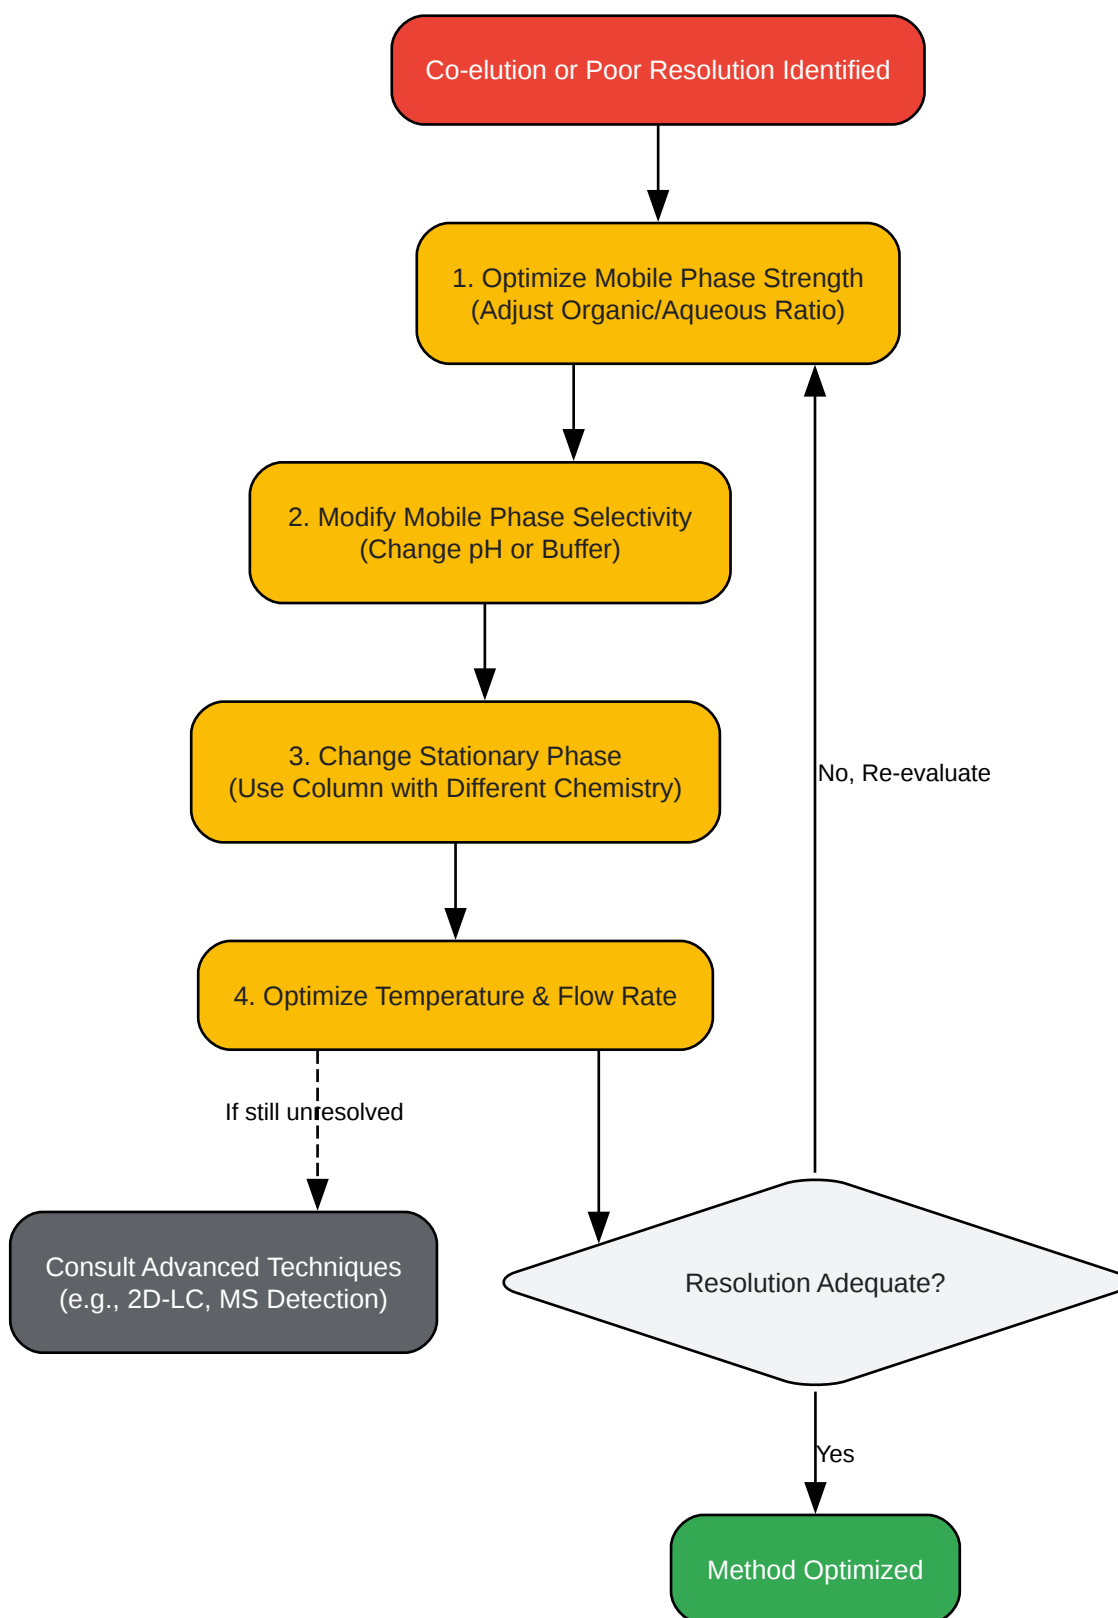 Co-elution or Poor Resolution Identified
1. Optimize Mobile Phase Strength
(Adjust Organic/Aqueous Ratio)
2. Modify Mobile Phase Selectivity
(Change pH or Buffer)
3. Change Stationary Phase
(Use Column with Different Chemistry)
No, Re-evaluate
4. Optimize Temperature & Flow Rate
If still unresolved
Consult Advanced Techniques
(e.g., 2D-LC, MS Detection)
Resolution Adequate?
Yes
Method Optimized